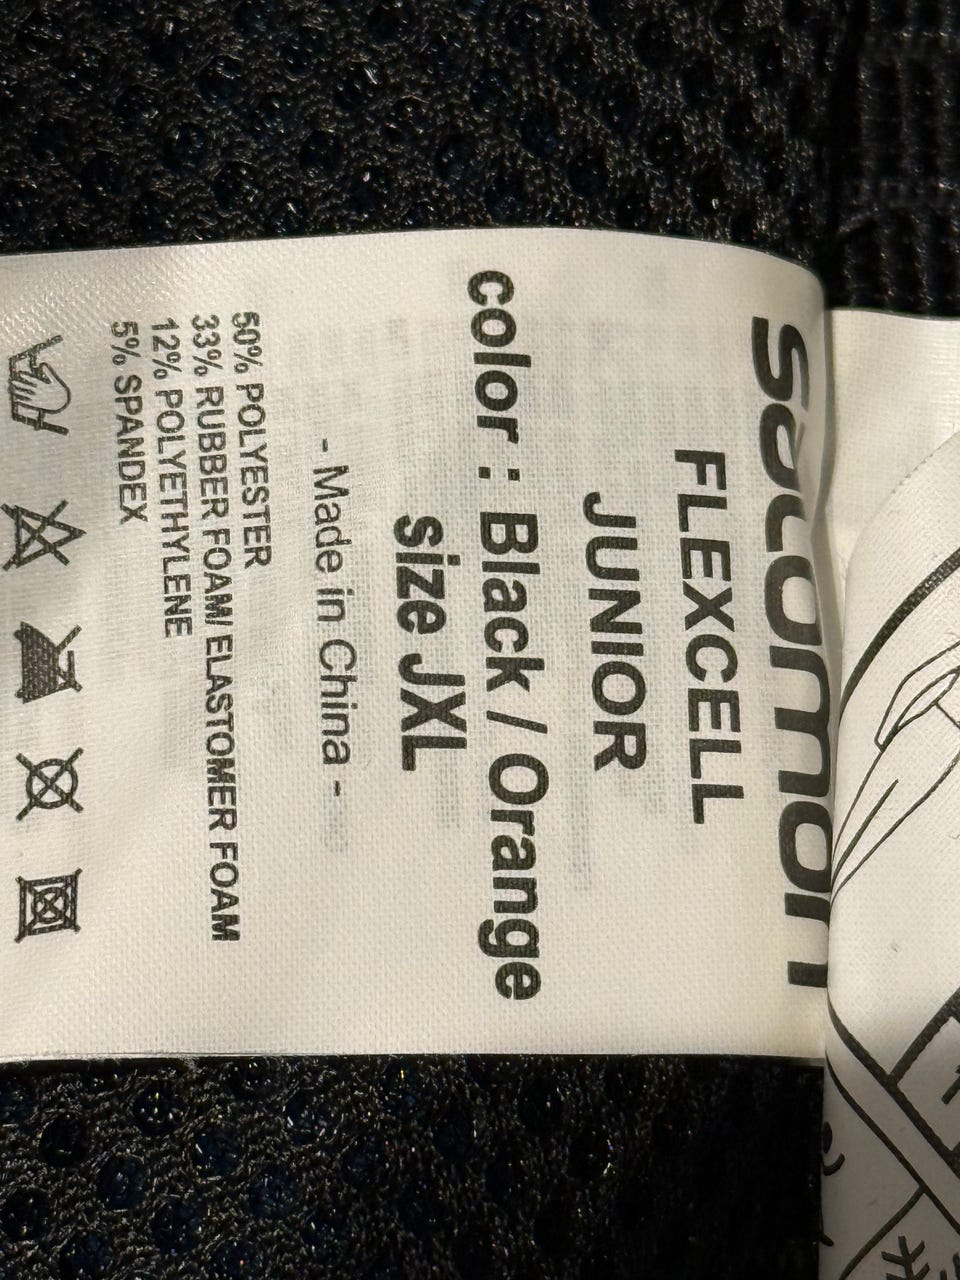 salomon
FLEXCELL
JUNIOR
color : Black / Orange
size JXL
- Made in China -
50% POLYESTER
33% RUBBER FOAM/ ELASTOMER FOAM
12% POLYETHYLENE
5% SPANDEX